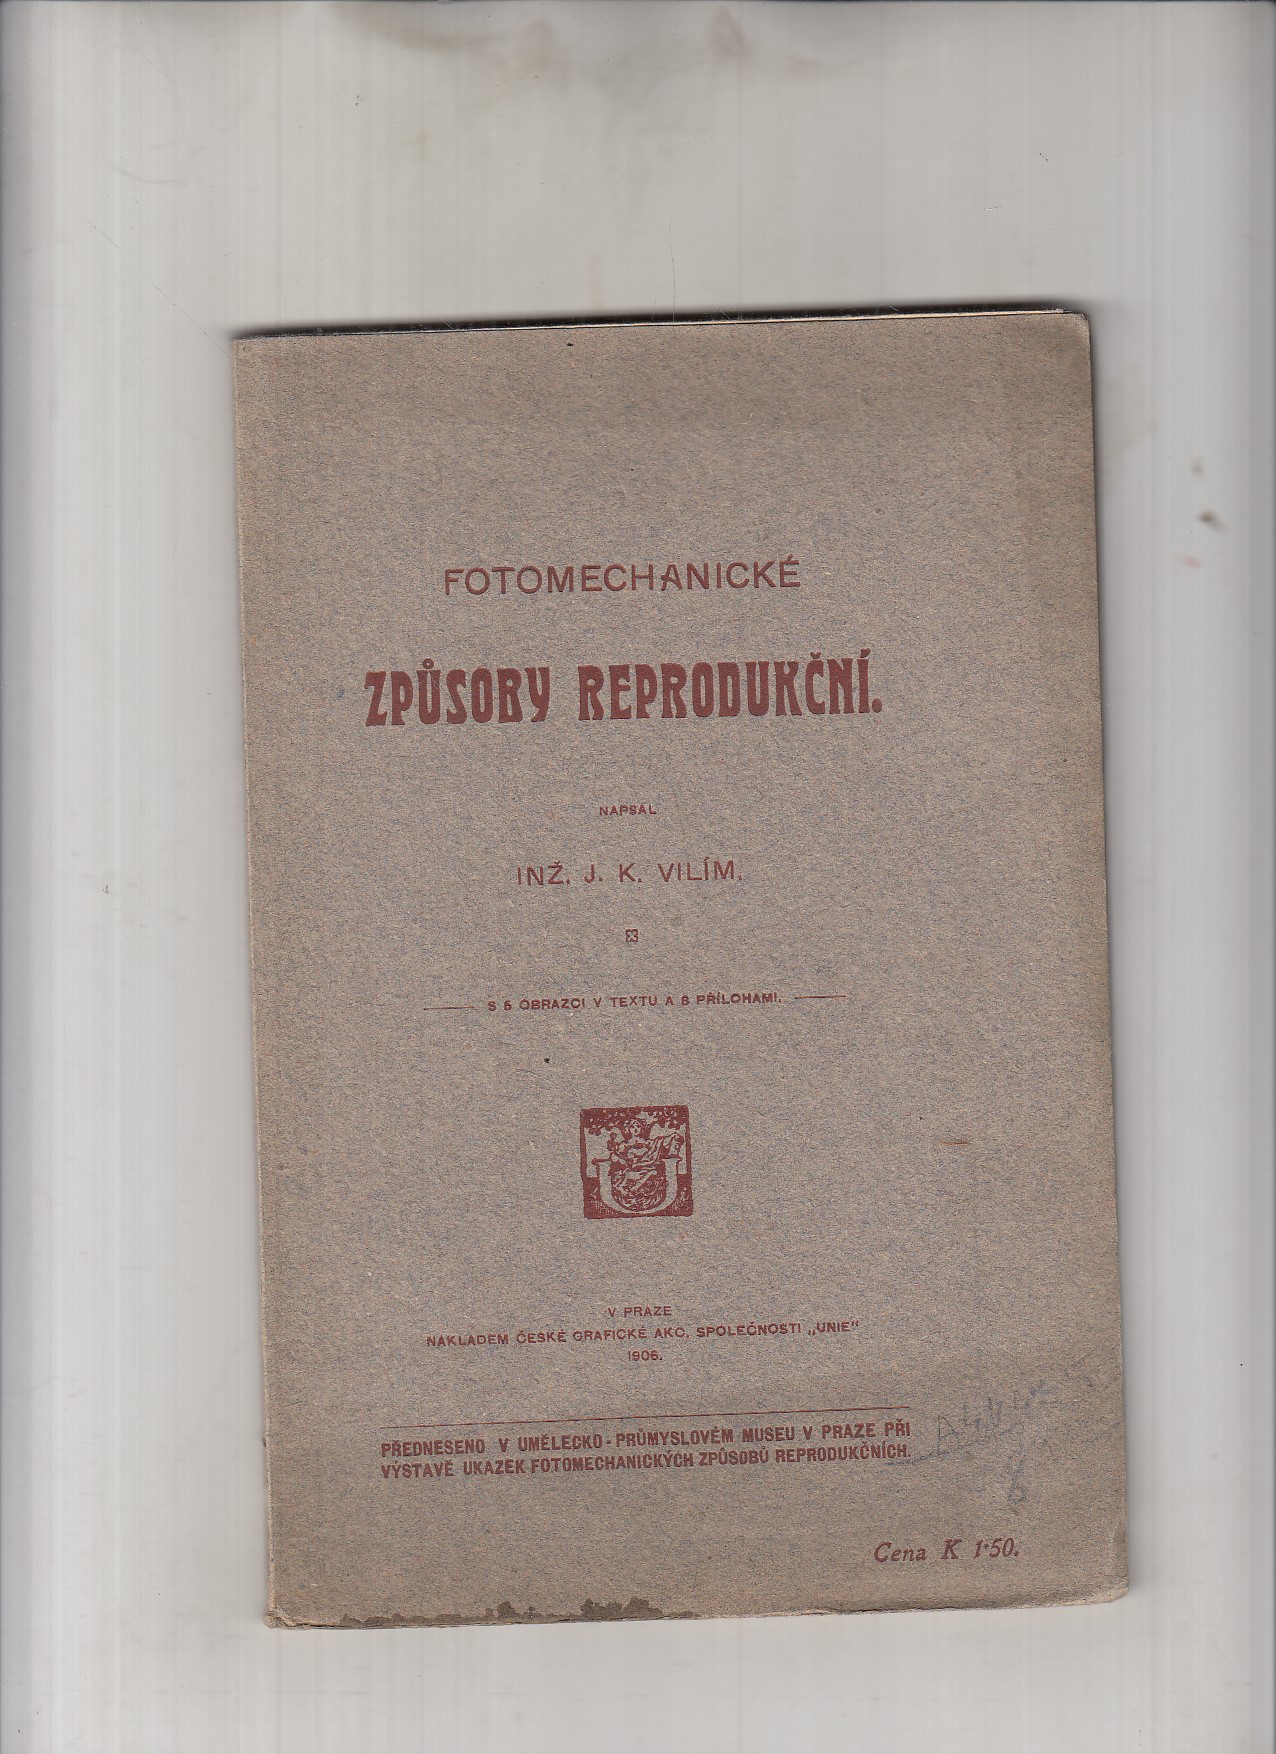 FOTOMECHANICKÉ
ZPŮSOBY REPRODUKČNÍ.
NAPSAL
INŽ. J. K. VILÍM.
S 5 OBRAZCI V TEXTU A 8 PŘÍLOHAMI.
V PRAZE
NÁKLADEM ČESKÉ GRAFICKÉ AKC. SPOLEČNOSTI „UNIE“
1906.
PŘEDNESENO V UMĚLECKO-PRŮMYSLOVÉM MUSEU V PRAZE PŘI
VÝSTAVĚ UKÁZEK FOTOMECHANICKÝCH ZPŮSOBŮ REPRODUKČNÍCH.
Cena K 1·50.